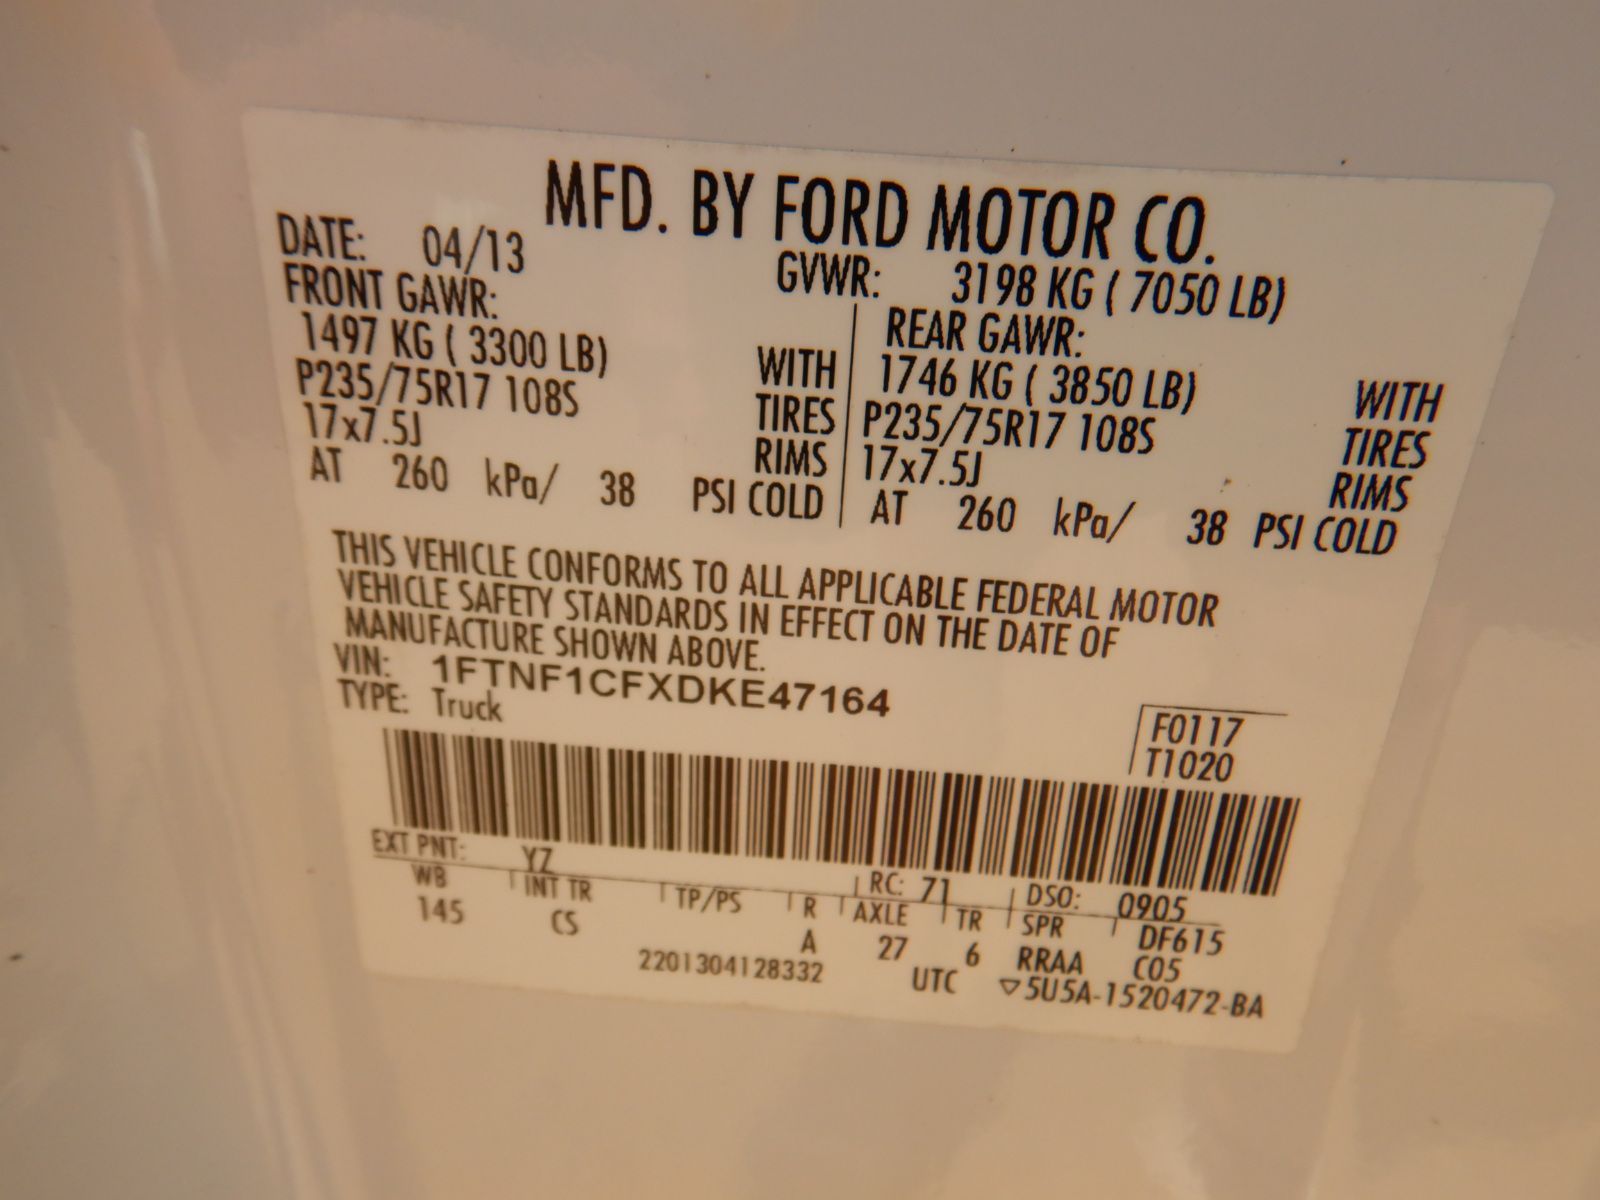 MFD. BY FORD MOTOR CO.
DATE: 04/13 GVWR: 3198 KG ( 7050 LB)
FRONT GAWR: REAR GAWR:
1497 KG ( 3300 LB) WITH 1746 KG ( 3850 LB) WITH
P235/75R17 108S TIRES P235/75R17 108S TIRES
17x7.5J RIMS 17x7.5J RIMS
AT 260 kPa/ 38 PSI COLD AT 260 kPa/ 38 PSI COLD
THIS VEHICLE CONFORMS TO ALL APPLICABLE FEDERAL MOTOR
VEHICLE SAFETY STANDARDS IN EFFECT ON THE DATE OF
MANUFACTURE SHOWN ABOVE.
VIN: 1FTNF1CFXDKE47164
TYPE: Truck
F0117
T1020
EXT PNT: YZ RC: 71 DSO: 0905
WB INT TR TP/PS R AXLE TR SPR DF615
145 CS A 27 6 RRAA C05
2201304128332 UTC ▽5U5A-1520472-BA